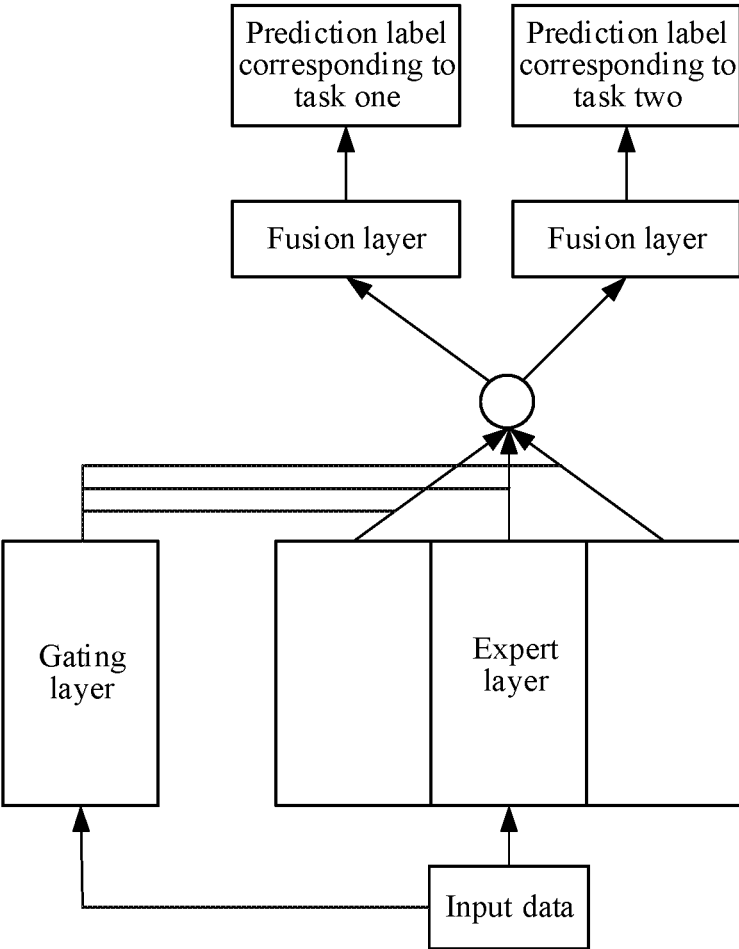 Prediction label
corresponding to
task one
Prediction label
corresponding to
task two
Fusion layer
Fusion layer
Gating
layer
Expert
layer
Input data